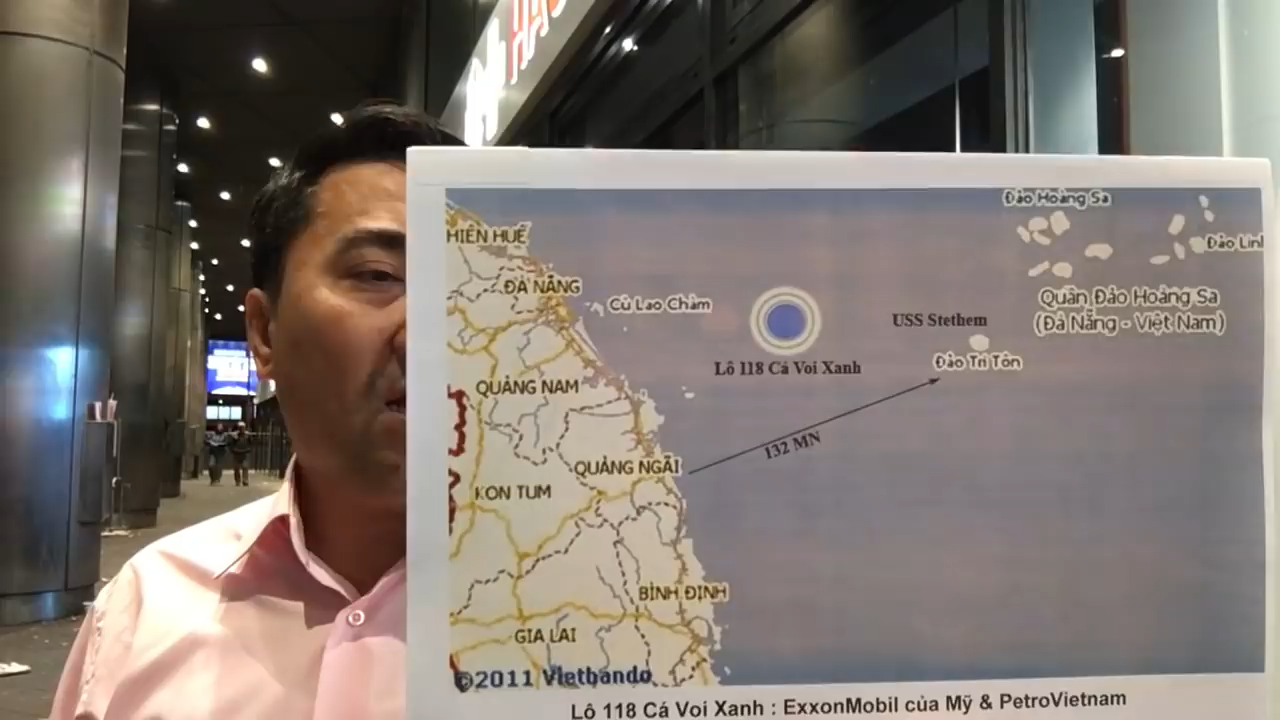 Đảo Hoàng Sa
Đảo Linh
HIÊN HUẾ
ĐÀ NẴNG
Cù Lao Chàm
Quần Đảo Hoàng Sa
(Đà Nẵng - Việt Nam)
USS Stethem
Đảo Tri Tôn
Lô 118 Cá Voi Xanh
QUẢNG NAM
132 MN
QUẢNG NGÃI
KON TUM
BÌNH ĐỊNH
GIA LAI
©2011 Vietbando
Lô 118 Cá Voi Xanh : ExxonMobil của Mỹ & PetroVietnam